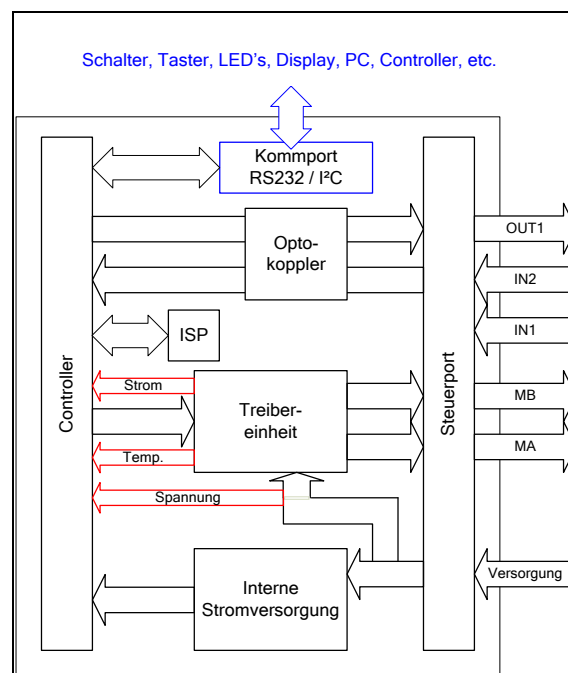 Schalter, Taster, LED's, Display, PC, Controller, etc.
Kommport
RS232 / I²C
Opto-
koppler
OUT1
IN2
IN1
ISP
Controller
Steuerport
Strom
Treiber-
einheit
MB
Temp.
MA
Spannung
Interne
Stromversorgung
Versorgung